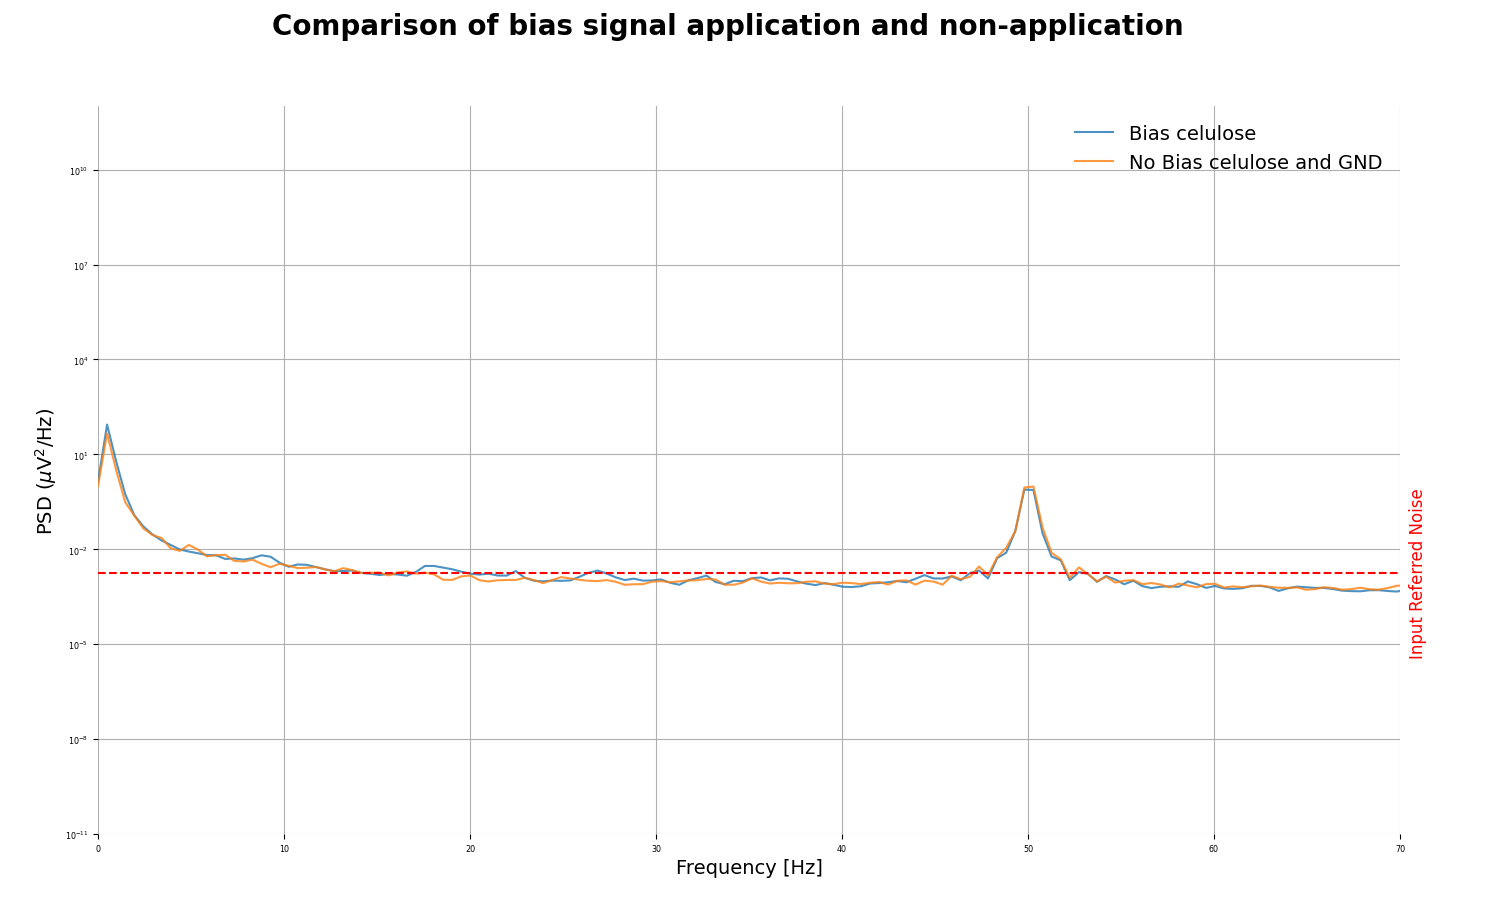 Comparison of bias signal application and non-application
Bias celulose
No Bias celulose and GND
PSD (μV²/Hz)
10¹⁰
10⁷
10⁴
10¹
10⁻²
10⁻⁵
10⁻⁸
10⁻¹¹
Input Referred Noise
0 10 20 30 40 50 60 70
Frequency [Hz]